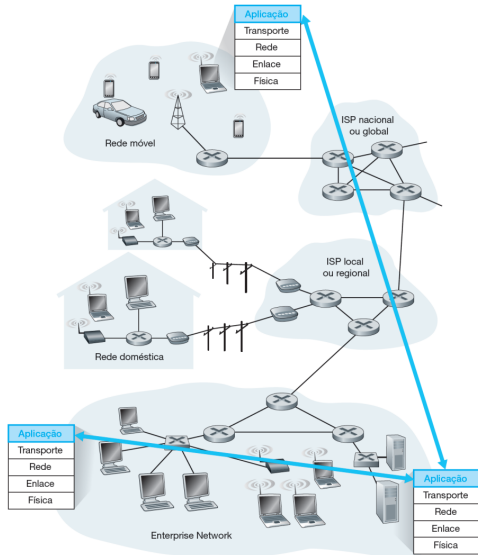 Aplicação
Transporte
Rede
Enlace
Física
Rede móvel
ISP nacional
ou global
ISP local
ou regional
Rede doméstica
Aplicação
Transporte
Rede
Enlace
Física
Enterprise Network
Aplicação
Transporte
Rede
Enlace
Física